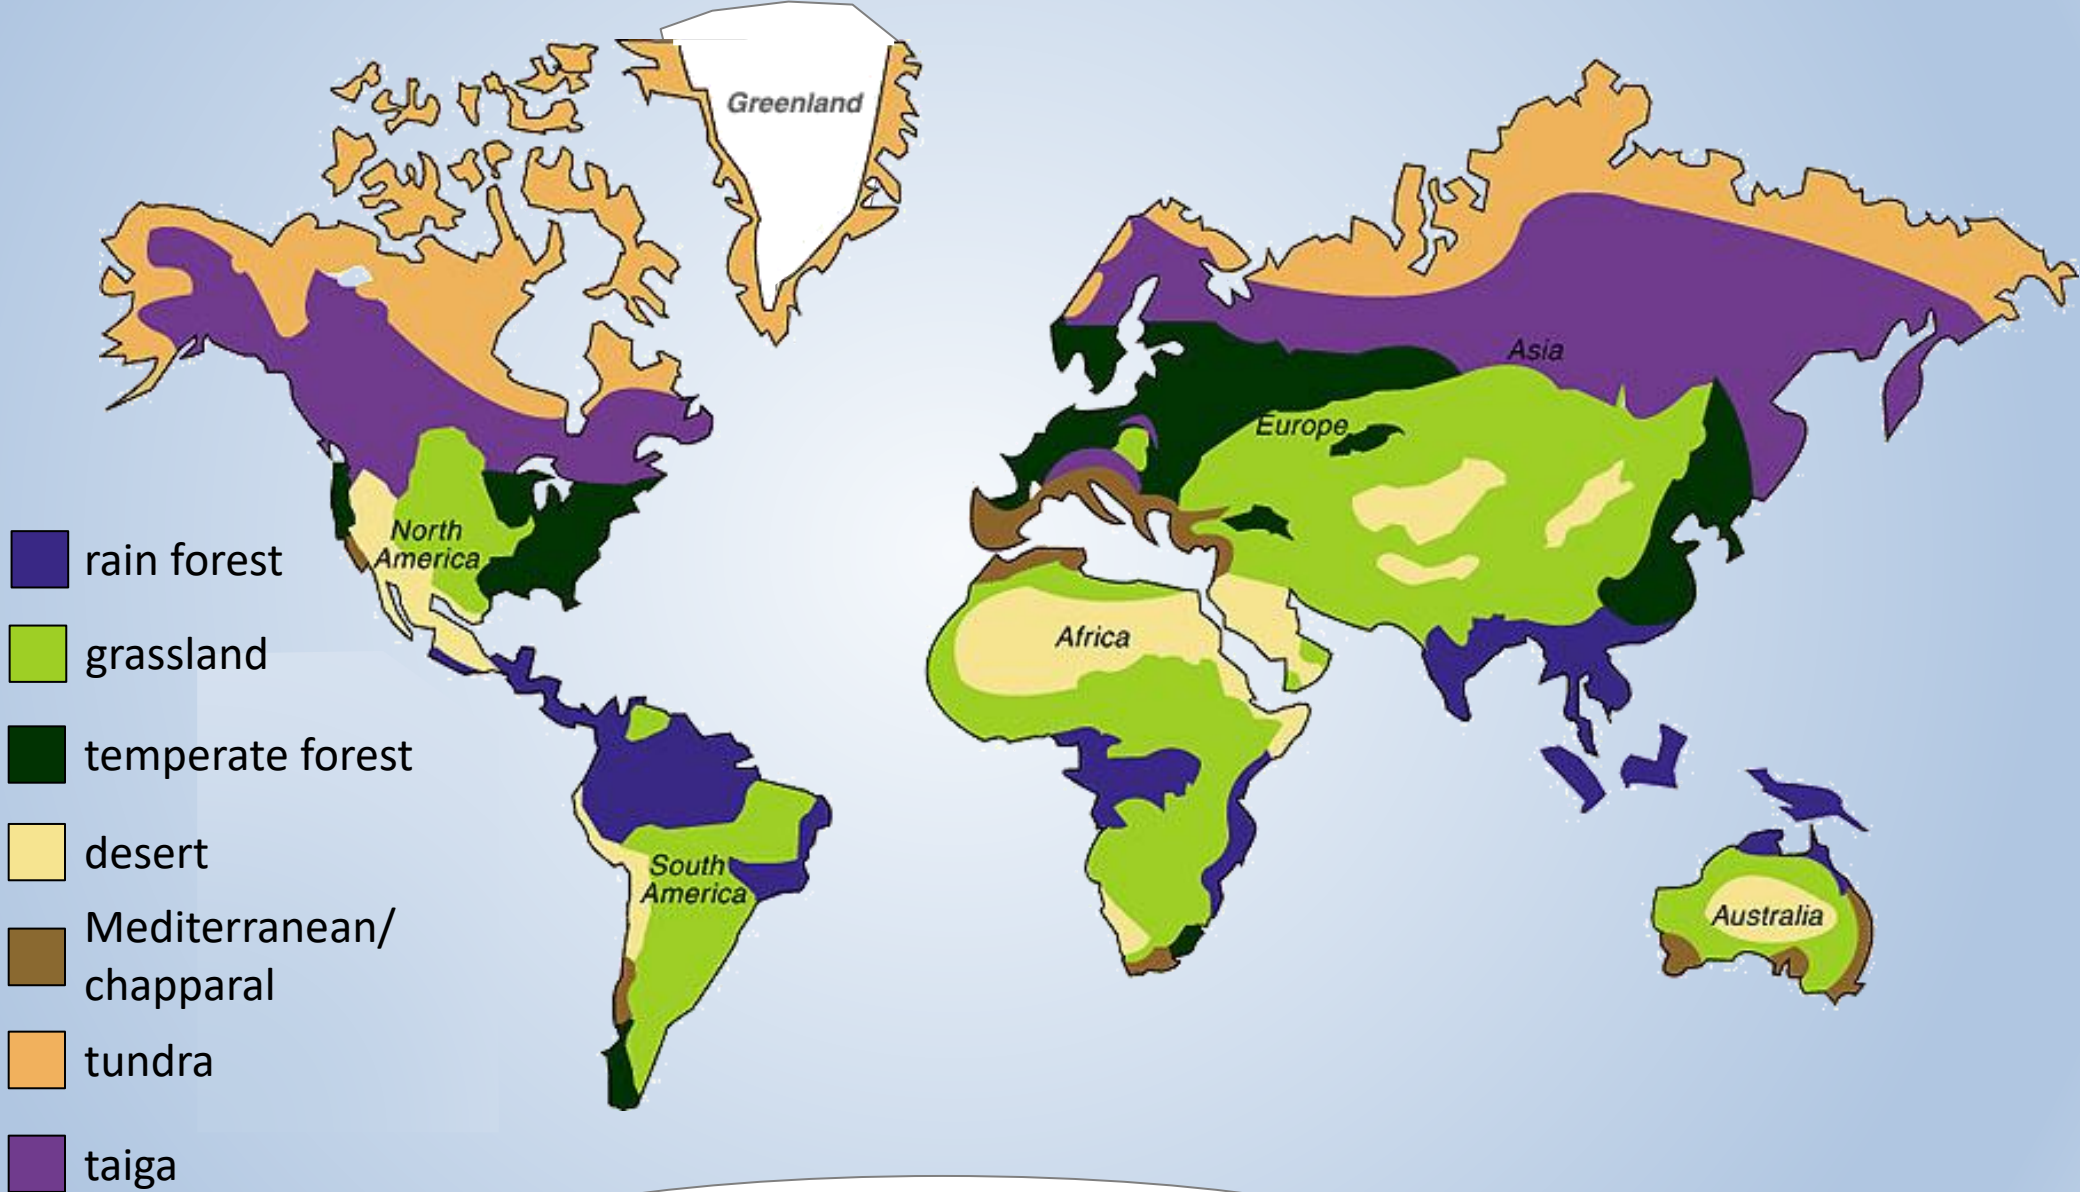 Greenland
Asia
Europe
North
America
Africa
South
America
Australia
rain forest
grassland
temperate forest
desert
Mediterranean/
chapparal
tundra
taiga